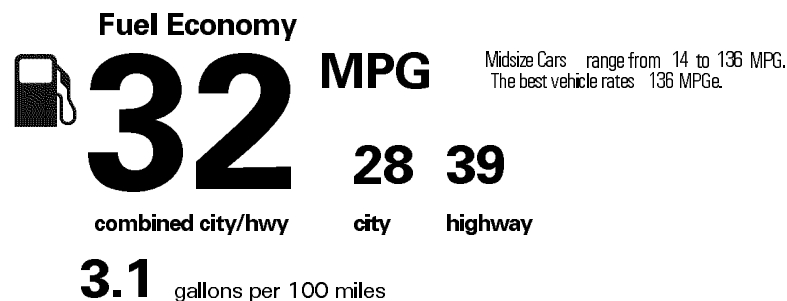 Fuel Economy
32 MPG
Midsize Cars range from 14 to 136 MPG.
The best vehicle rates 136 MPGe.
28 39
combined city/hwy city highway
3.1 gallons per 100 miles